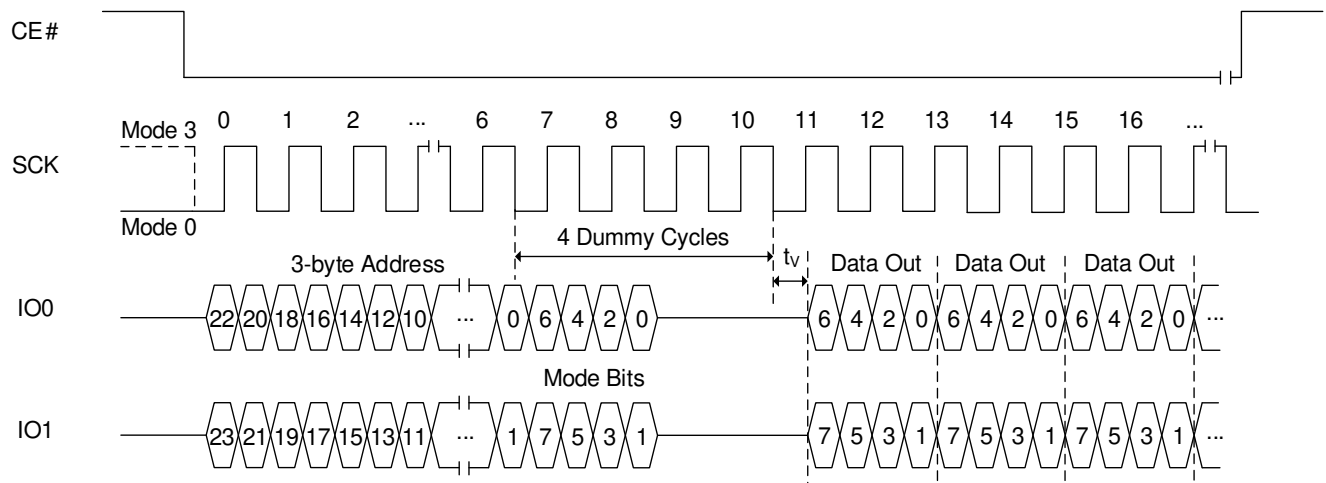 CE#
0 1 2 ... 6 7 8 9 10 11 12 13 14 15 16 ...
Mode 3
SCK
Mode 0
4 Dummy Cycles
tV
3-byte Address
Data Out Data Out Data Out
IO0
22 20 18 16 14 12 10 ... 0 6 4 2 0 6 4 2 0 6 4 2 0 6 4 2 0 ...
Mode Bits
IO1
23 21 19 17 15 13 11 ... 1 7 5 3 1 7 5 3 1 7 5 3 1 7 5 3 1 ...